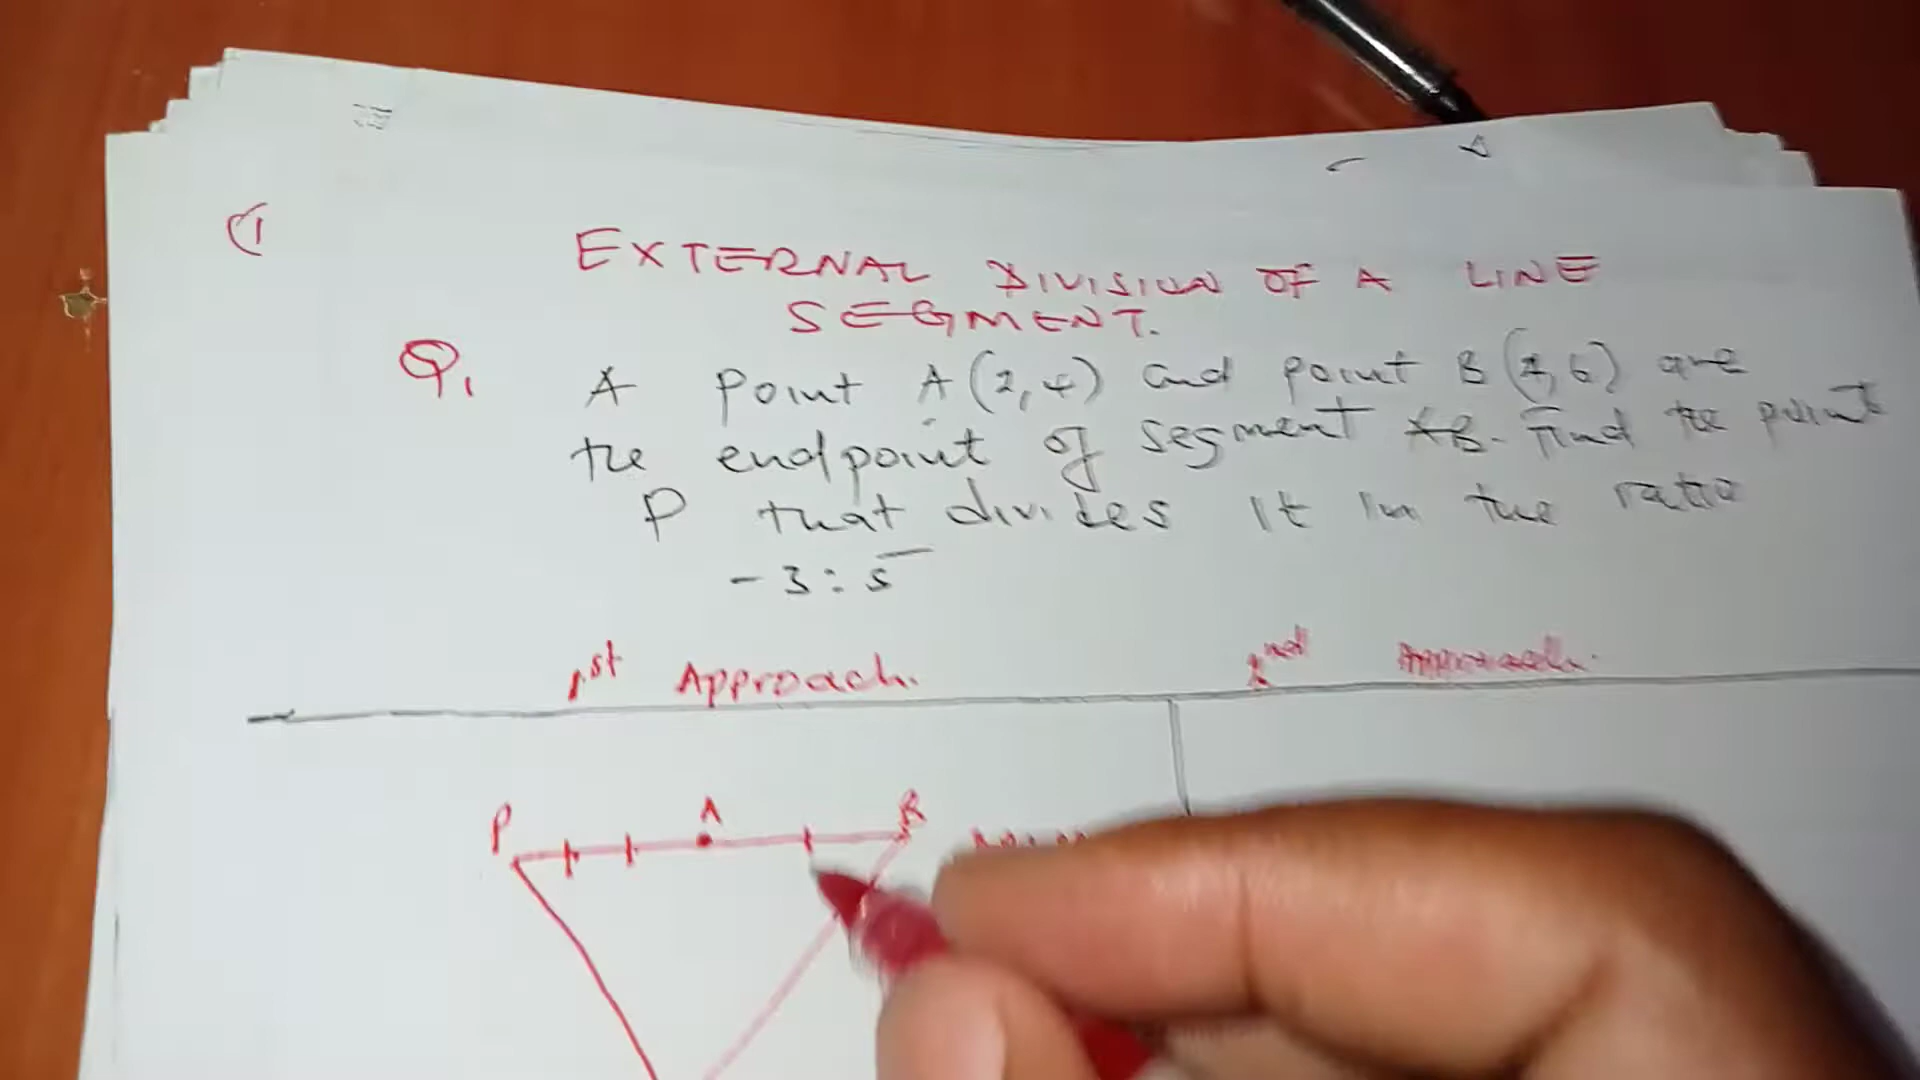 (1
EXTERNAL DIVISION OF A LINE
SEGMENT.
Q1 A point A(2,4) and point B( ,6) are
the endpoint of segment AB. Find the point
P that divides it in the ratio
-3:5
1st Approach. 2nd Approach.
P A B